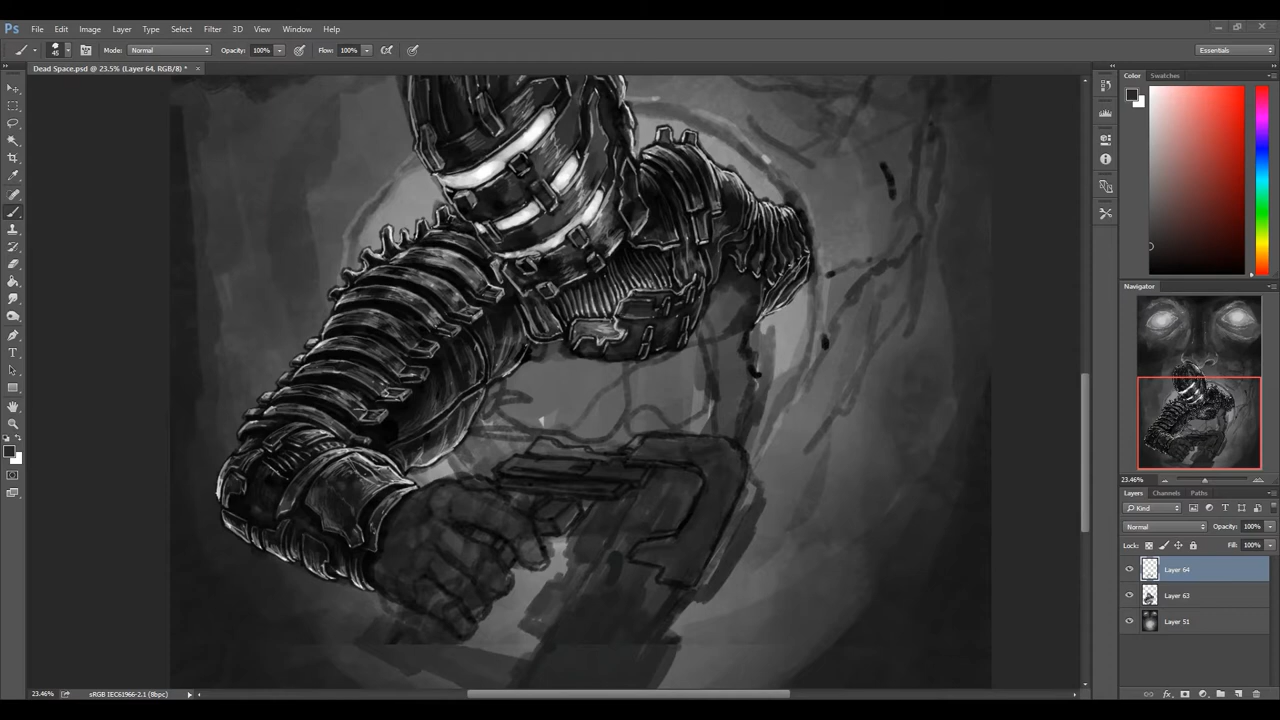 Ps File Edit Image Layer Type Select Filter 3D View Window Help
45 Mode: Normal Opacity: 100% Flow: 100% Essentials
Dead Space.psd @ 23.5% (Layer 64, RGB/8) * ×
Color Swatches
Navigator
23.46%
Layers Channels Paths
Kind
Normal Opacity: 100%
Lock: Fill: 100%
Layer 64
Layer 63
Layer 51
23.46% sRGB IEC61966-2.1 (8bpc)